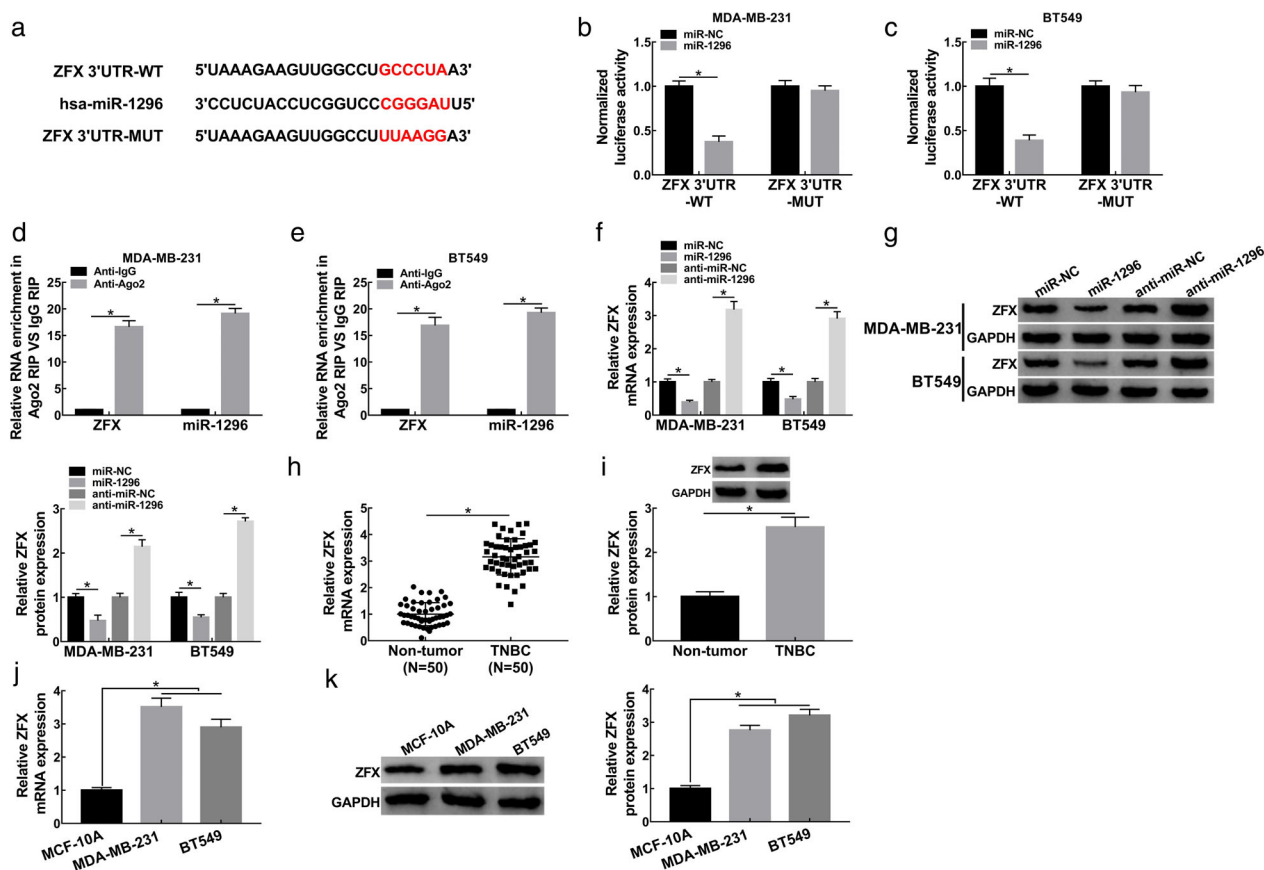 a
ZFX 3'UTR-WT 5'UAAAGAAGUUGGCCUGCCCUAA3'
hsa-miR-1296 3'CCUCUACCUCGGUCCCGGGAUU5'
ZFX 3'UTR-MUT 5'UAAAGAAGUUGGCCUUUAAGGA3'
b
MDA-MB-231
miR-NC
miR-1296
Normalized
luciferase activity
1.5
1.0
0.5
0.0
*
ZFX 3'UTR
-WT
ZFX 3'UTR
-MUT
c
BT549
miR-NC
miR-1296
Normalized
luciferase activity
1.5
1.0
0.5
0.0
*
ZFX 3'UTR
-WT
ZFX 3'UTR
-MUT
d
MDA-MB-231
Anti-IgG
Anti-Ago2
Relative RNA enrichment in
Ago2 RIP VS IgG RIP
25
20
15
10
5
0
*
*
ZFX
miR-1296
e
BT549
Anti-IgG
Anti-Ago2
Relative RNA enrichment in
Ago2 RIP VS IgG RIP
25
20
15
10
5
0
*
*
ZFX
miR-1296
f
miR-NC
miR-1296
anti-miR-NC
anti-miR-1296
Relative ZFX
mRNA expression
4
3
2
1
0
*
*
*
*
MDA-MB-231
BT549
g
miR-NC
miR-1296
anti-miR-NC
anti-miR-1296
MDA-MB-231
ZFX
GAPDH
BT549
ZFX
GAPDH
miR-NC
miR-1296
anti-miR-NC
anti-miR-1296
Relative ZFX
protein expression
3
2
1
0
*
*
*
*
MDA-MB-231
BT549
h
Relative ZFX
mRNA expression
5
4
3
2
1
0
*
Non-tumor
(N=50)
TNBC
(N=50)
i
ZFX
GAPDH
Relative ZFX
protein expression
3
2
1
0
*
Non-tumor
TNBC
j
Relative ZFX
mRNA expression
4
3
2
1
0
*
MCF-10A
MDA-MB-231
BT549
k
MCF-10A
MDA-MB-231
BT549
ZFX
GAPDH
Relative ZFX
protein expression
4
3
2
1
0
*
MCF-10A
MDA-MB-231
BT549